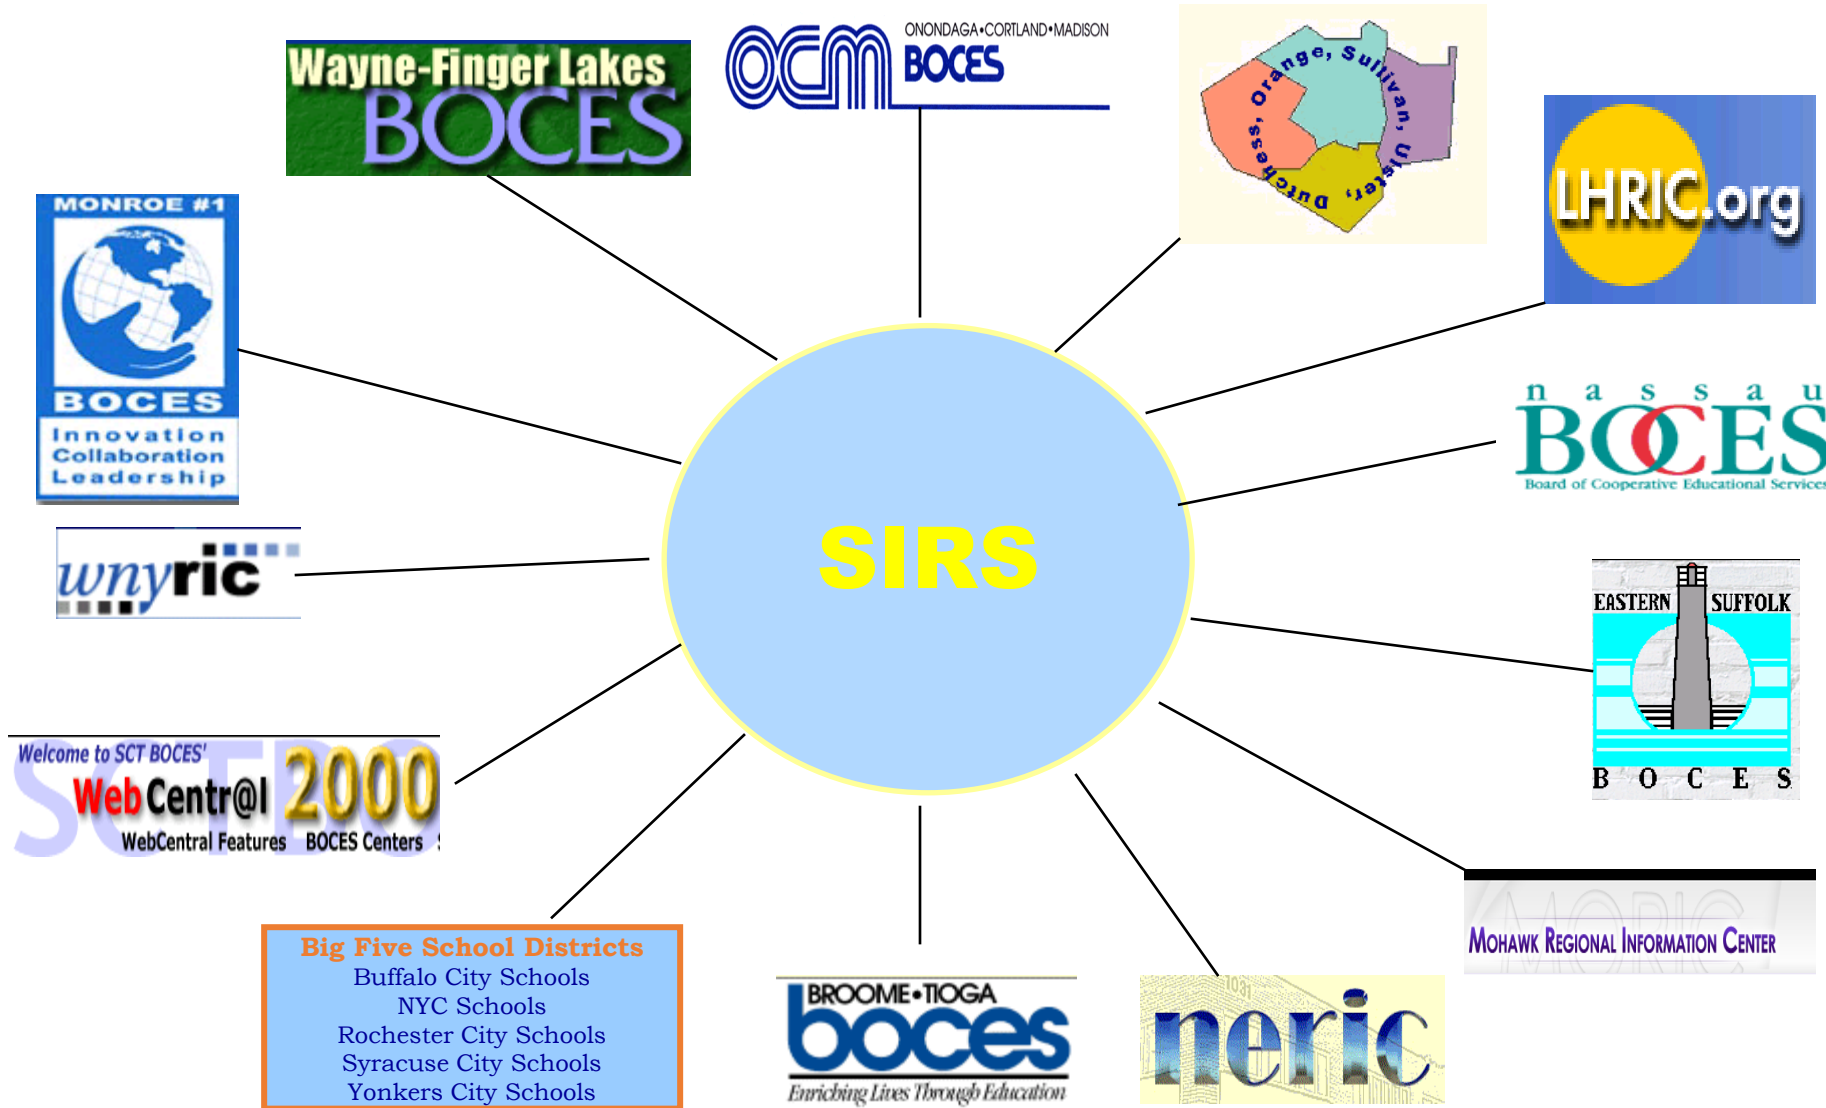 Wayne-Finger Lakes
BOCES
OCM
ONONDAGA•CORTLAND•MADISON
BOCES
Dutchess, Orange, Sullivan, Ulster,
LHRIC.org
MONROE #1
BOCES
Innovation
Collaboration
Leadership
nassau
BOCES
Board of Cooperative Educational Services
SIRS
wnyric
EASTERN SUFFOLK
BOCES
SCTBO
Welcome to SCT BOCES'
WebCentr@l 2000
WebCentral Features BOCES Centers
MORIC
MOHAWK REGIONAL INFORMATION CENTER
Big Five School Districts
Buffalo City Schools
NYC Schools
Rochester City Schools
Syracuse City Schools
Yonkers City Schools
BROOME•TIOGA
boces
Enriching Lives Through Education
1031
neric